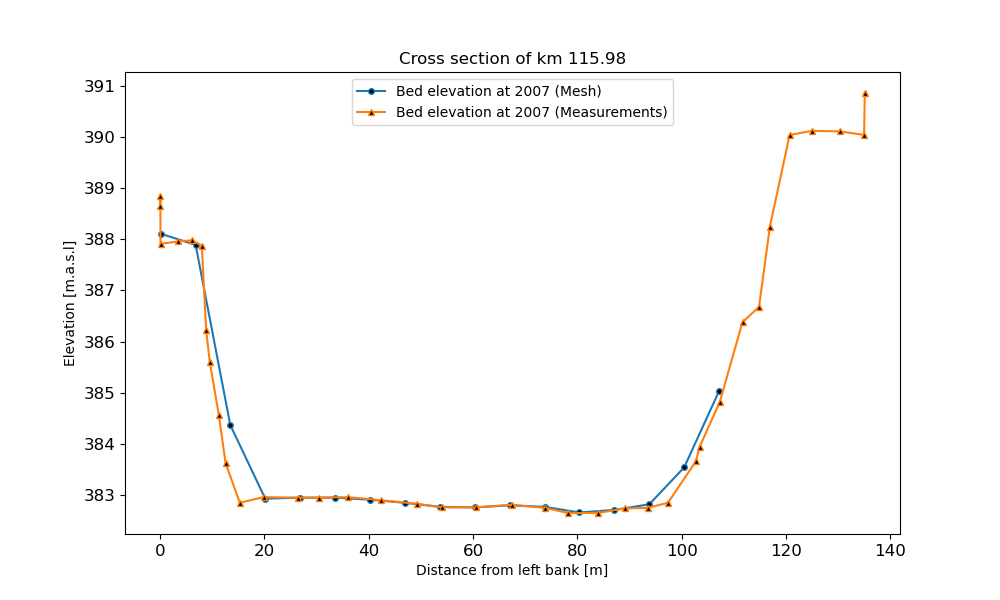 Cross section of km 115.98
Bed elevation at 2007 (Mesh)
Bed elevation at 2007 (Measurements)
Elevation [m.a.s.l]
391
390
389
388
387
386
385
384
383
0 20 40 60 80 100 120 140
Distance from left bank [m]